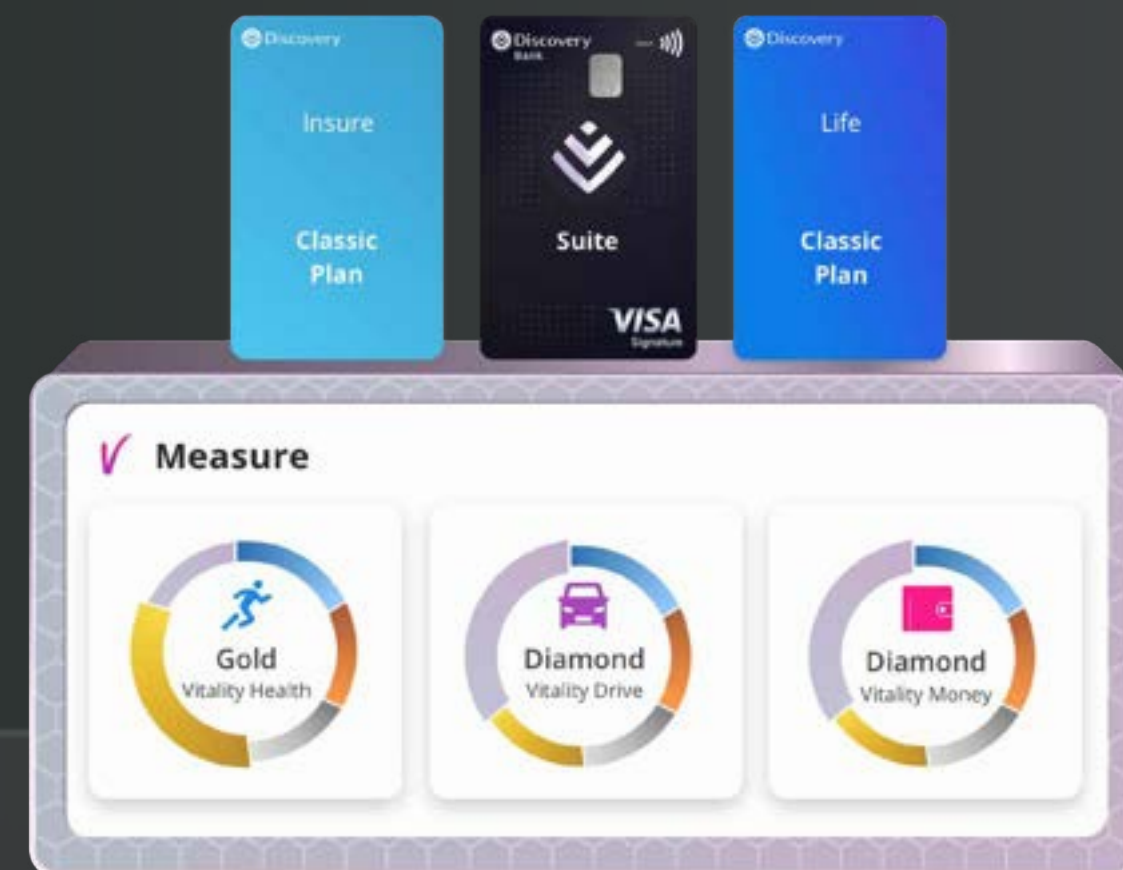 Discovery
Insure
Classic
Plan
Discovery
BANK
Suite
VISA
Signature
Discovery
Life
Classic
Plan
Measure
Gold
Vitality Health
Diamond
Vitality Drive
Diamond
Vitality Money